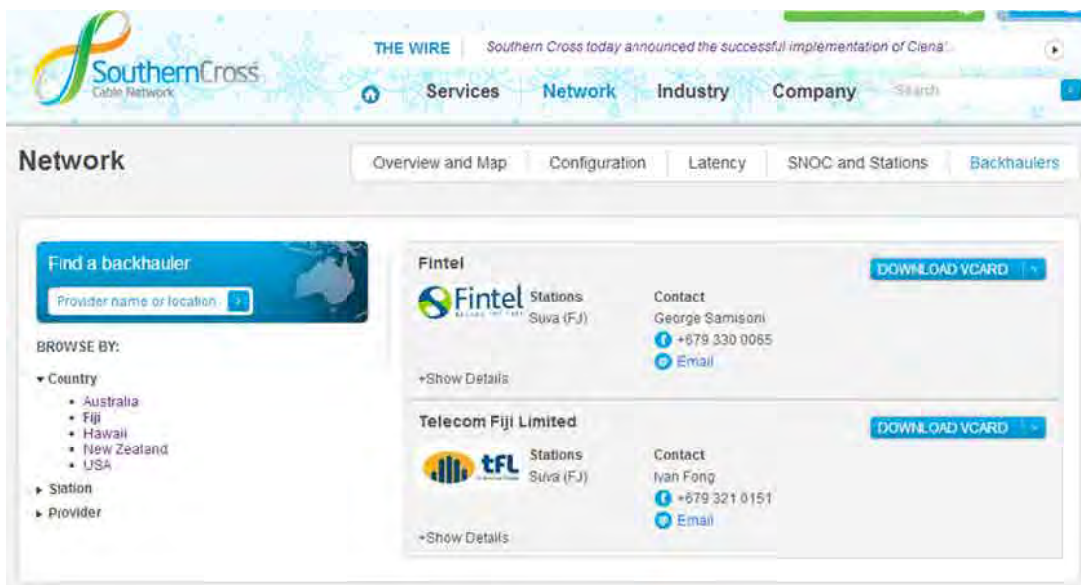 THE WIRE Southern Cross today announced the successful implementation of Ciena'..
SouthernCross
Cable Network
Services Network Industry Company Search
Network
Overview and Map Configuration Latency SNOC and Stations Backhaulers
Find a backhauler
Provider name or location
BROWSE BY:
Country
Australia
Fiji
Hawaii
New Zealand
USA
Station
Provider
Fintel
DOWNLOAD VCARD
Fintel
Stations
Suva (FJ)
Contact
George Samisoni
+679 330 0065
Email
+Show Details
Telecom Fiji Limited
DOWNLOAD VCARD
tfL
Stations
Suva (FJ)
Contact
Ivan Fong
+679 321 0151
Email
+Show Details